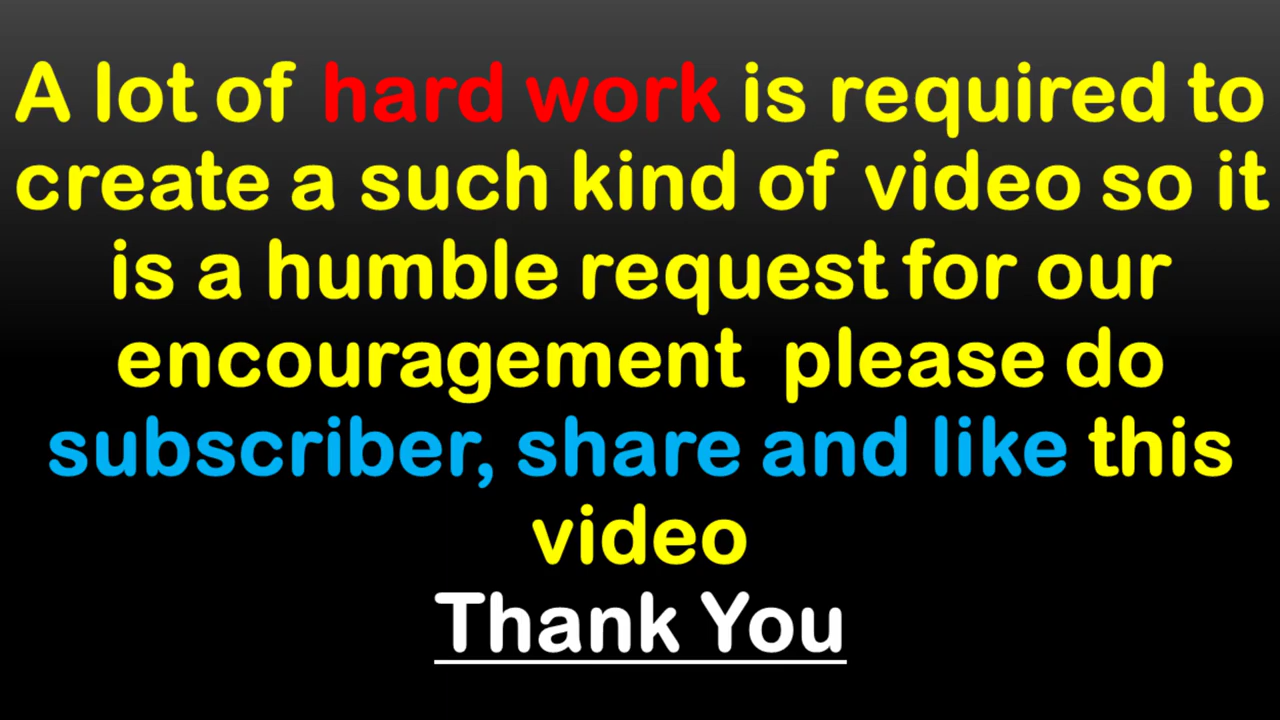 A lot of hard work is required to
create a such kind of video so it
is a humble request for our
encouragement please do
subscriber, share and like this
video
Thank You